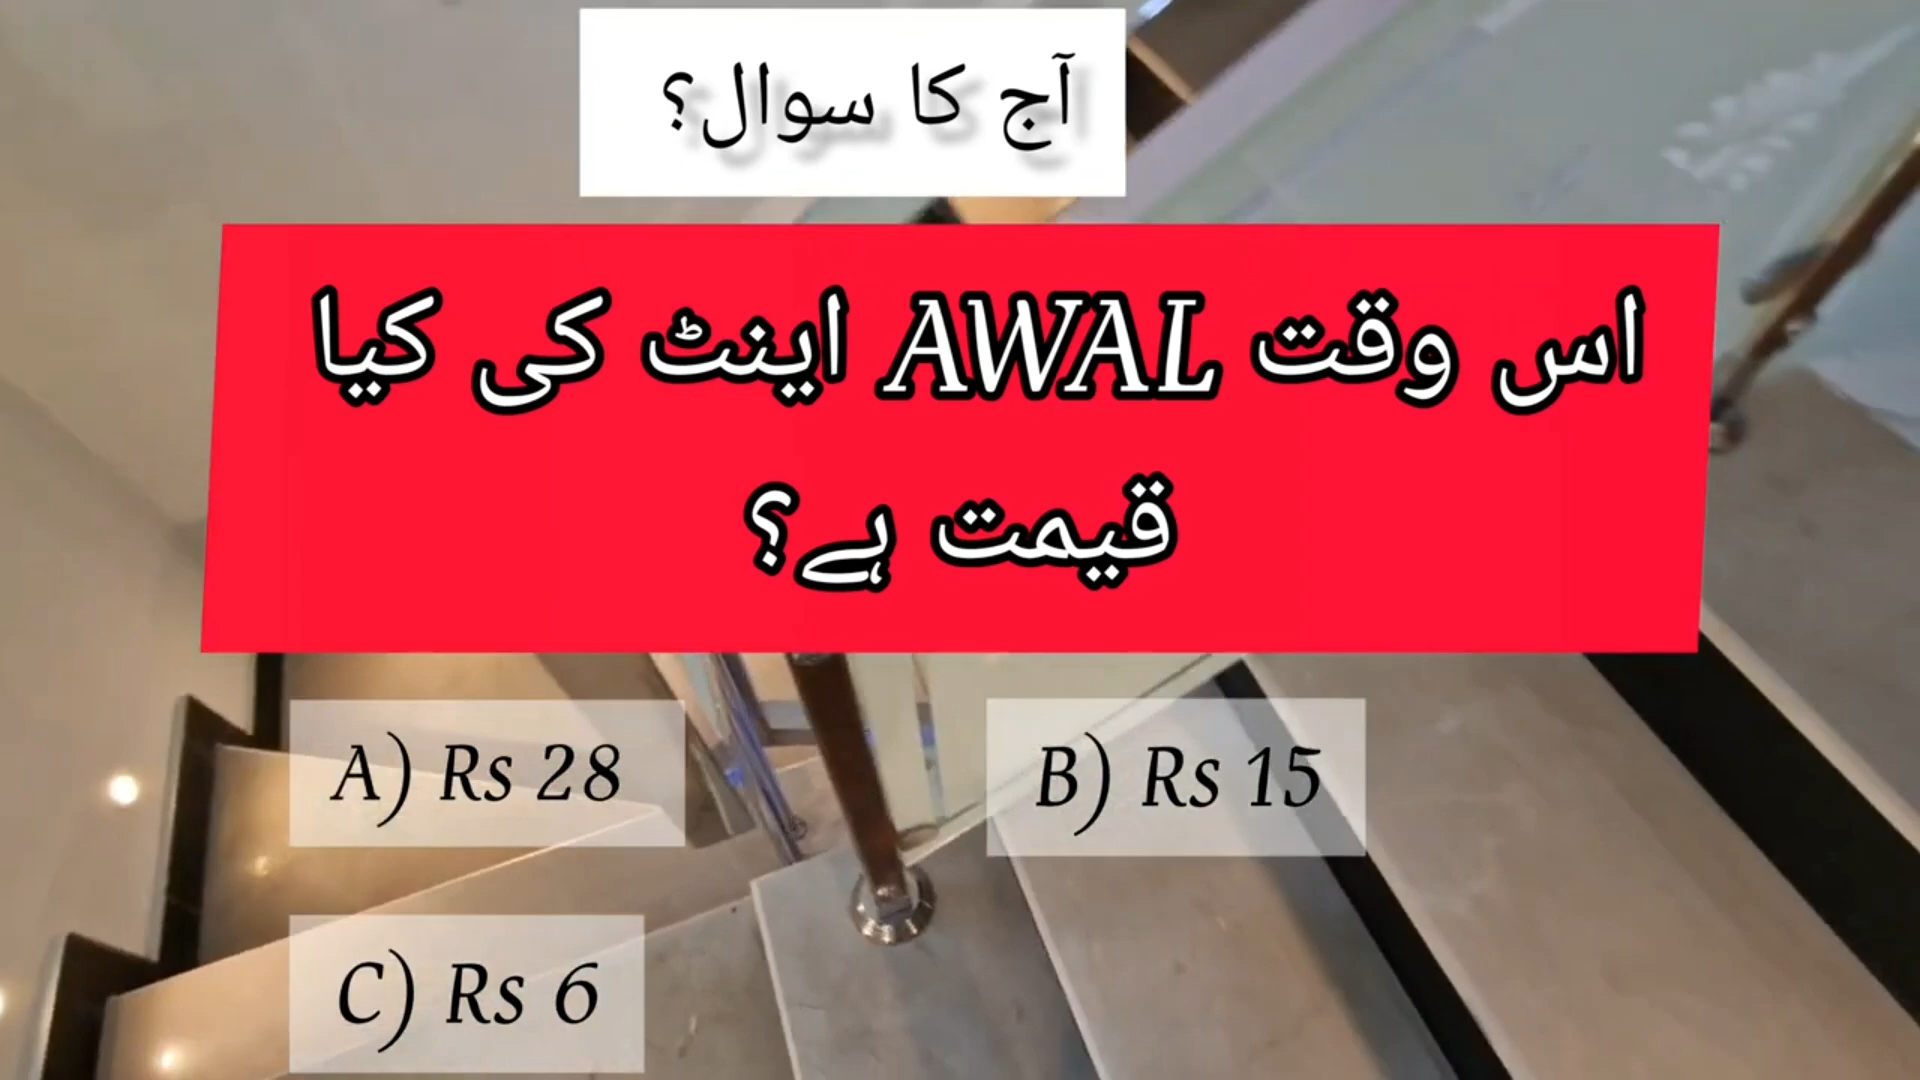 آج کا سوال؟
اس وقت AWAL اینٹ کی کیا
قیمت ہے؟
A) Rs 28
B) Rs 15
C) Rs 6